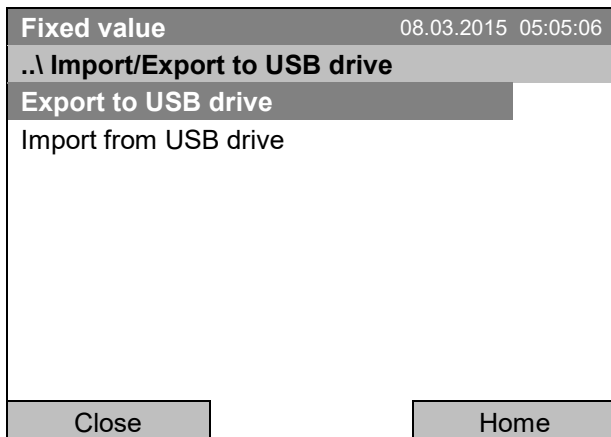 Fixed value 08.03.2015 05:05:06
..\ Import/Export to USB drive
Export to USB drive
Import from USB drive
Close Home